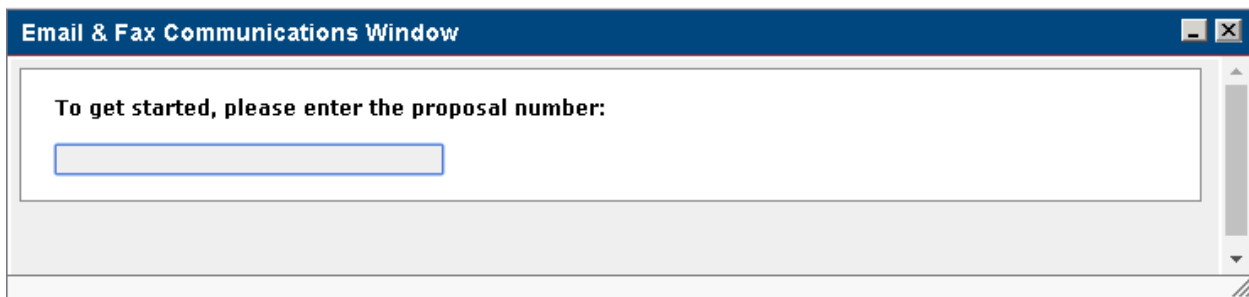 Email & Fax Communications Window
To get started, please enter the proposal number: